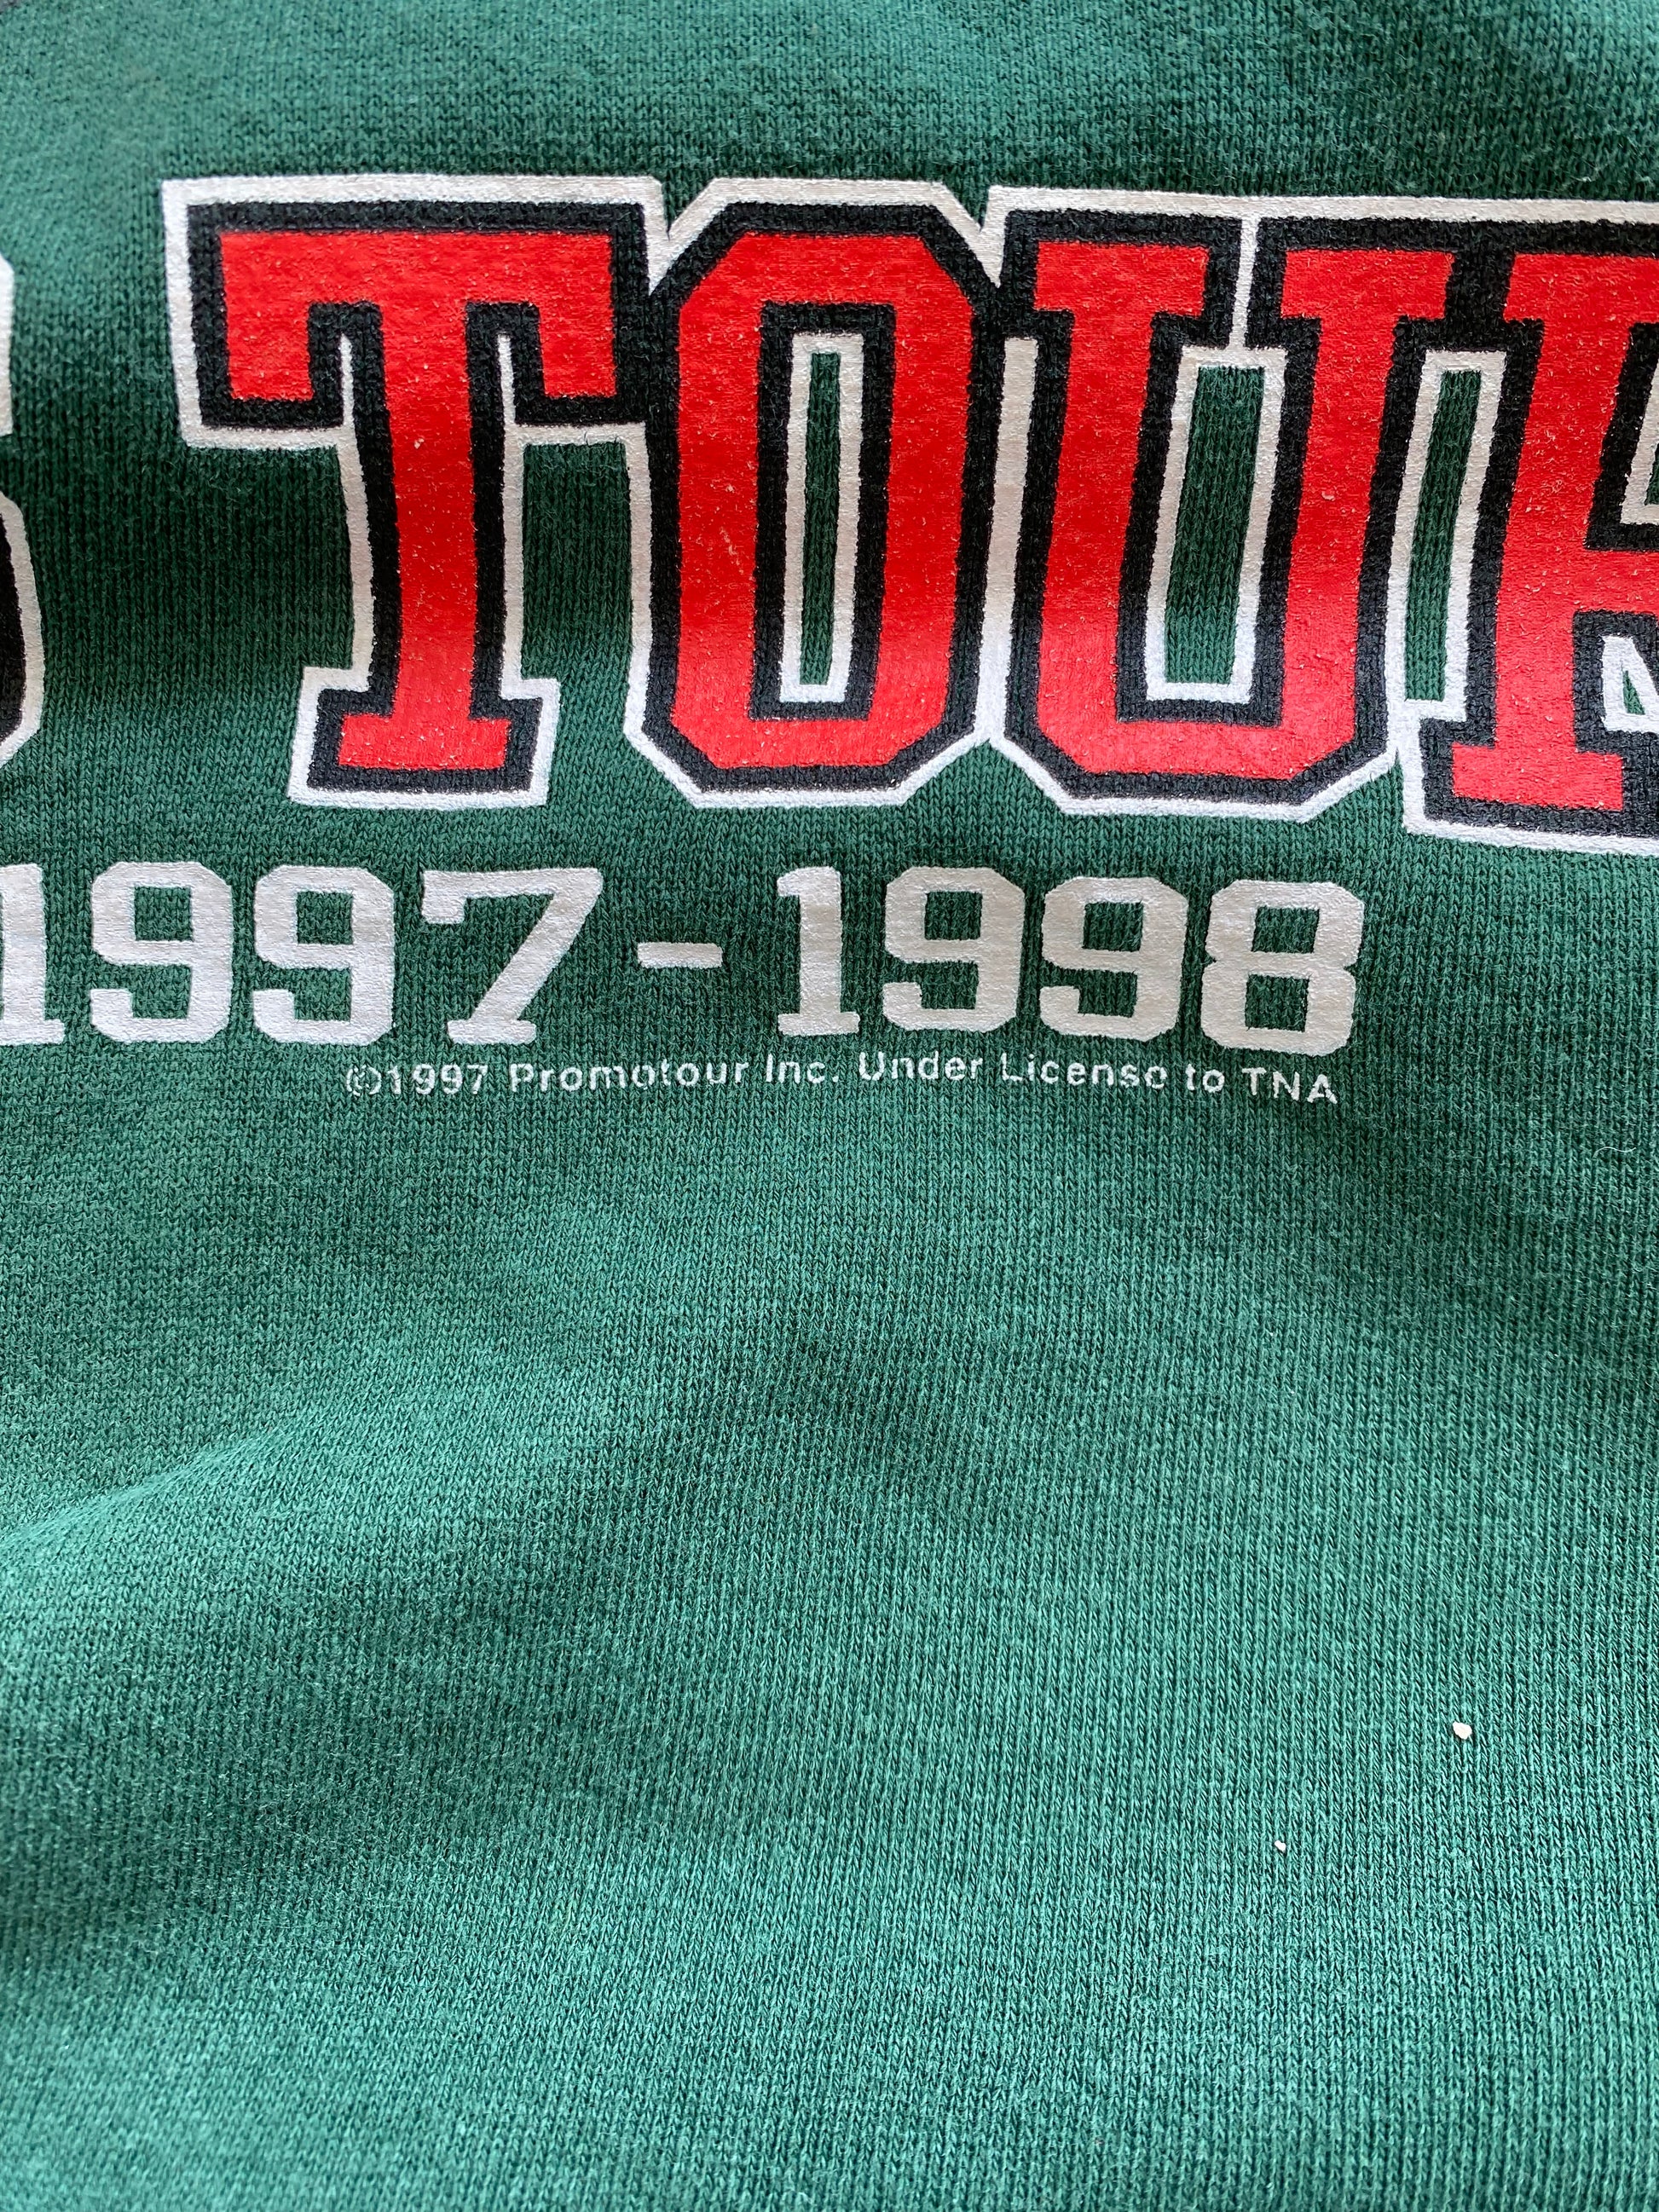 S TOUR
1997-1998
©1997 Promotour Inc. Under License to TNA